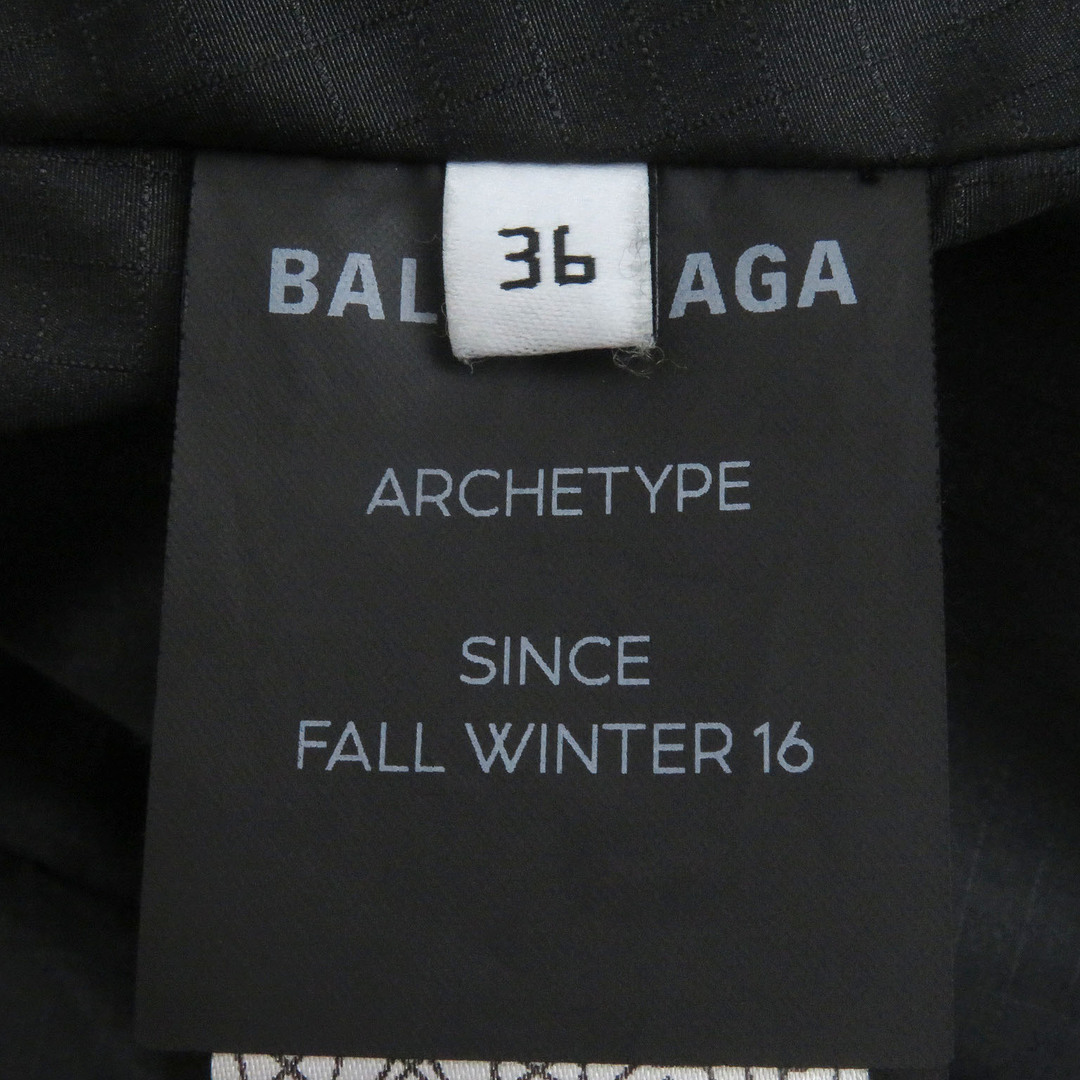 36
BAL AGA
ARCHETYPE
SINCE
FALL WINTER 16